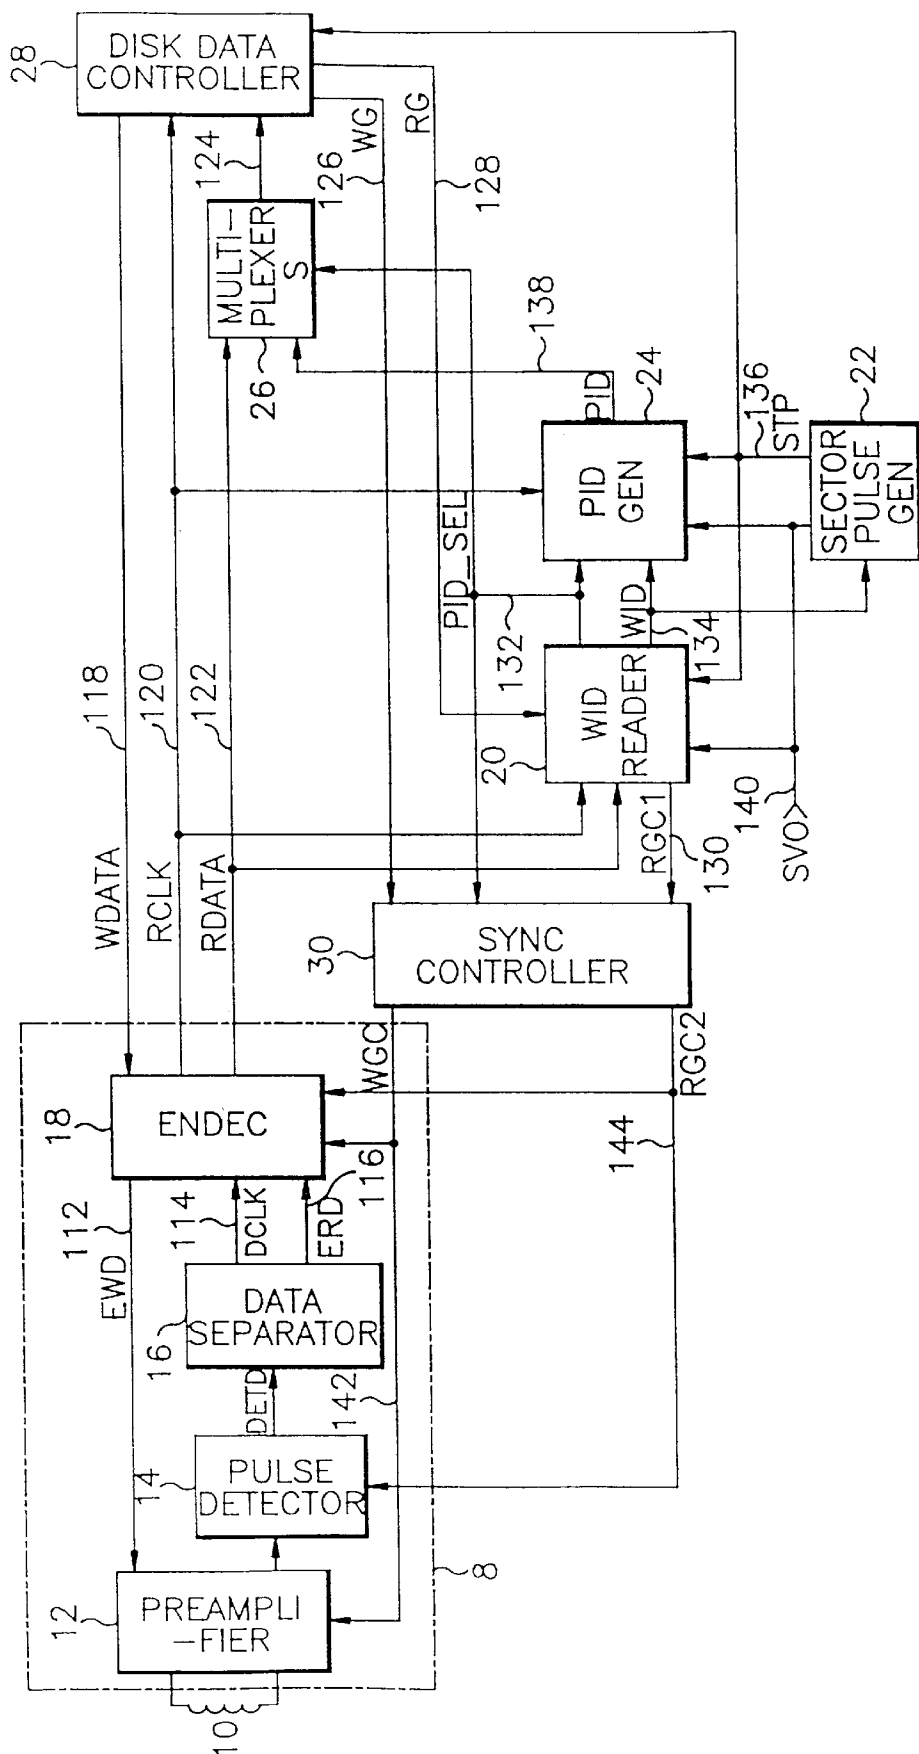 10
12
PREAMPLI
-FIER
8
EWD
112
14
PULSE
DETECTOR
DETD
142
16
DATA
SEPARATOR
114
DCLK
ERD
116
18
ENDEC
WGC
RGC2
144
WDATA
118
RCLK
120
RDATA
122
30
SYNC
CONTROLLER
RGC1
130
SVO>
140
20
WID
READER
132
PID_SEL
WID
134
PID
GEN
24
PID
138
SECTOR
PULSE
GEN
22
STP
136
26
MULTI-
PLEXER
S
124
WG
126
RG
128
28
DISK DATA
CONTROLLER